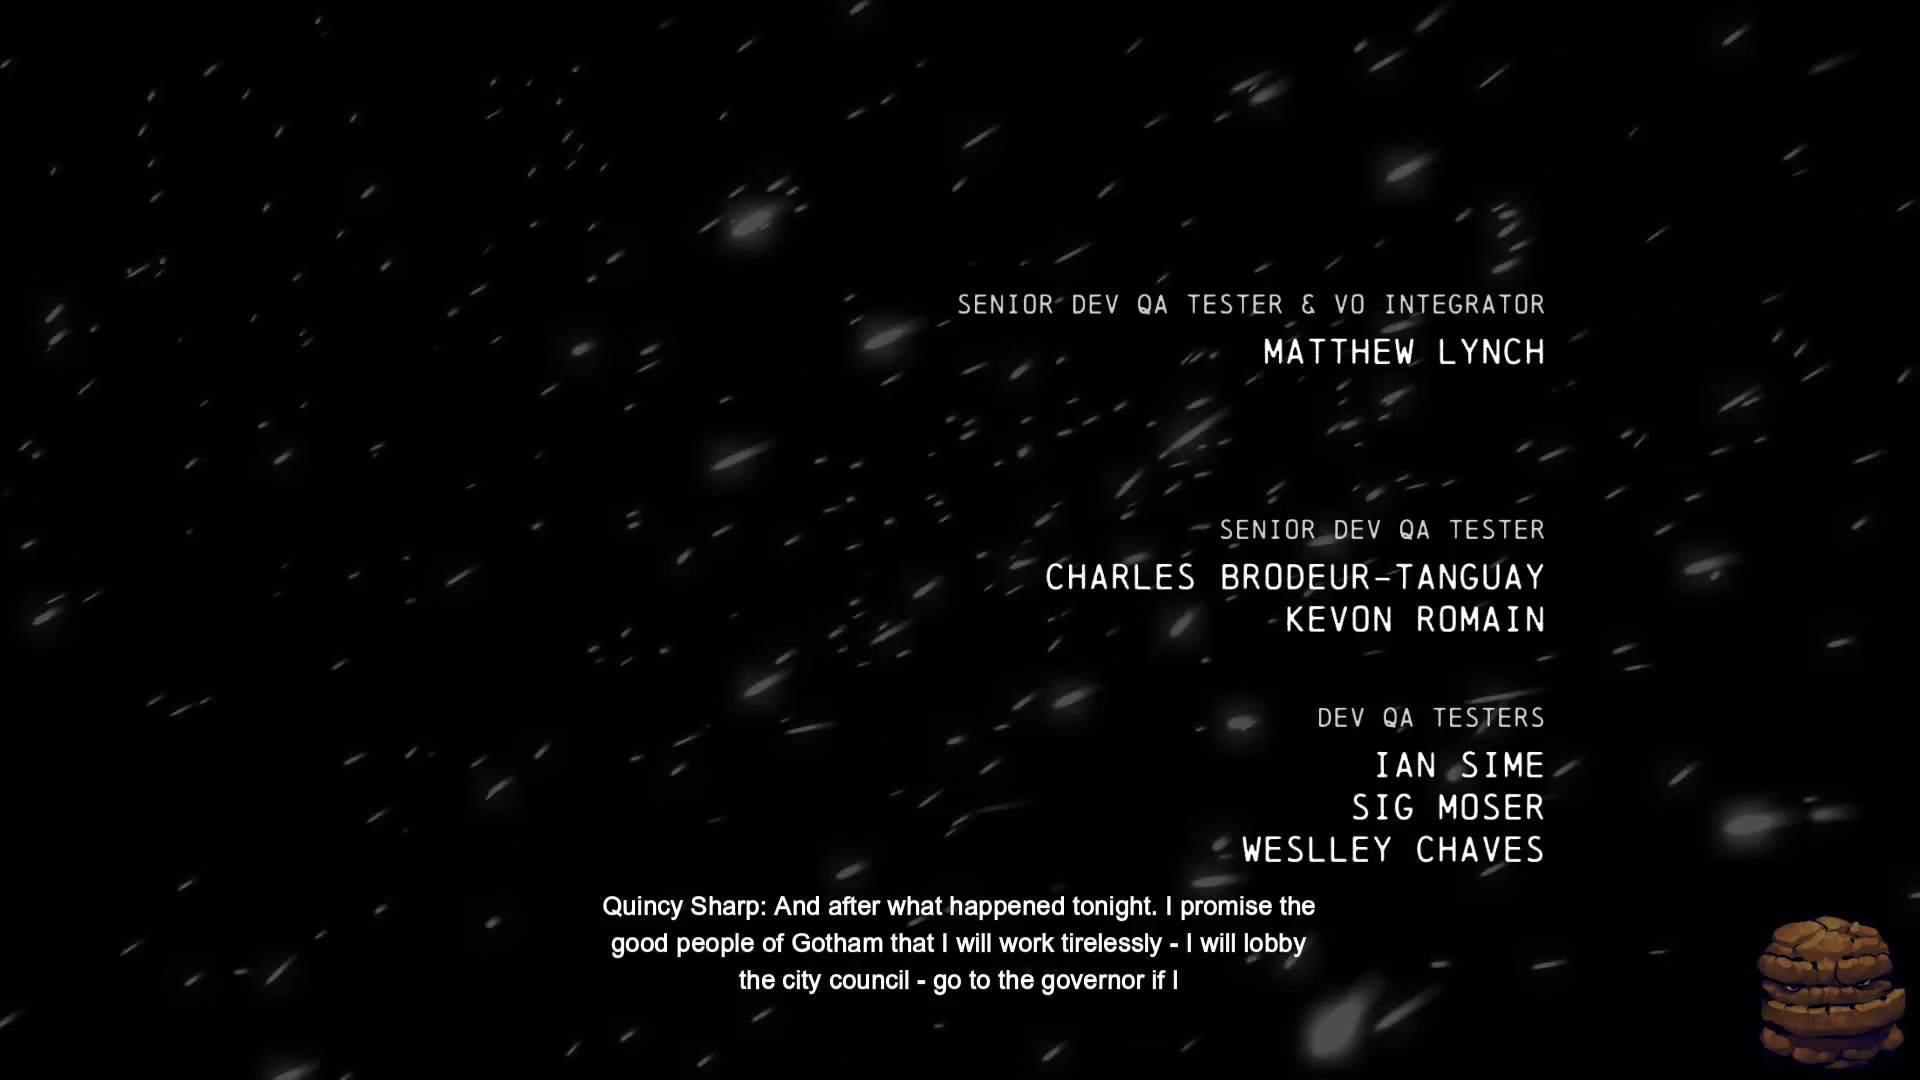 SENIOR DEV QA TESTER & VO INTEGRATOR
MATTHEW LYNCH
SENIOR DEV QA TESTER
CHARLES BRODEUR-TANGUAY
KEVON ROMAIN
DEV QA TESTERS
IAN SIME
SIG MOSER
WESLLEY CHAVES
Quincy Sharp: And after what happened tonight. I promise the
good people of Gotham that I will work tirelessly - I will lobby
the city council - go to the governor if I